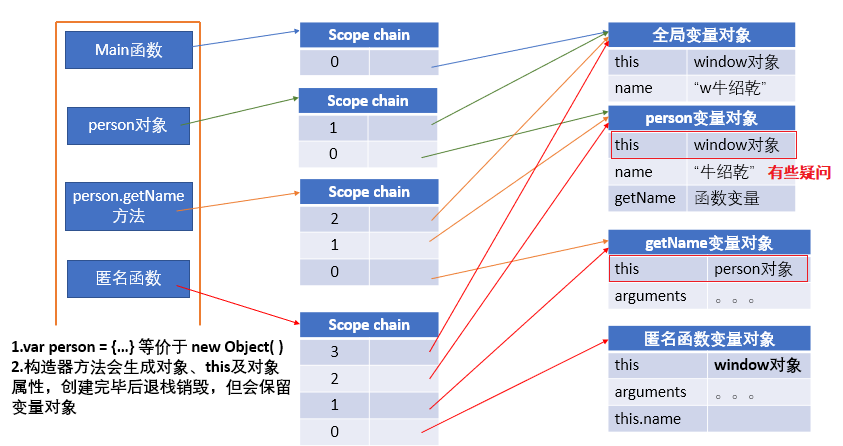 Main函数
person对象
person.getName
方法
匿名函数
1.var person = {...} 等价于 new Object( )
2.构造器方法会生成对象、this及对象
属性，创建完毕后退栈销毁，但会保留
变量对象
Scope chain
0
Scope chain
1
0
Scope chain
2
1
0
Scope chain
3
2
1
0
全局变量对象
this window对象
name “w牛绍乾”
person变量对象
this window对象
name “牛绍乾” 有些疑问
getName 函数变量
getName变量对象
this person对象
arguments 。。。
匿名函数变量对象
this window对象
arguments 。。。
this.name